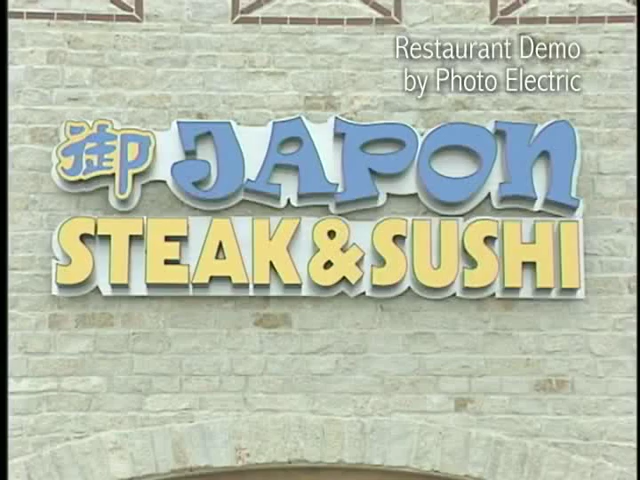 Restaurant Demo
by Photo Electric
御 JAPON
STEAK & SUSHI